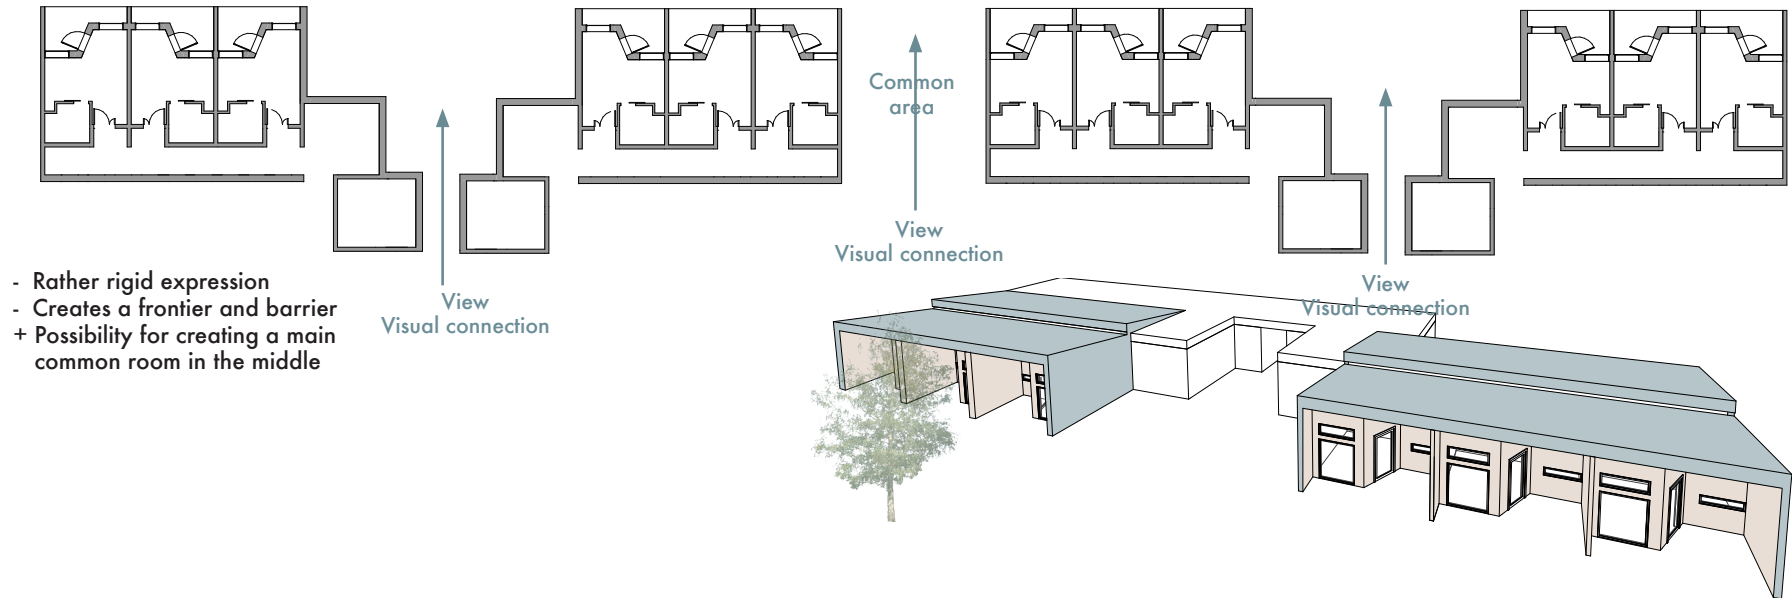 Common
area
View
Visual connection
View
Visual connection
View
Visual connection
- Rather rigid expression
- Creates a frontier and barrier
+ Possibility for creating a main
common room in the middle